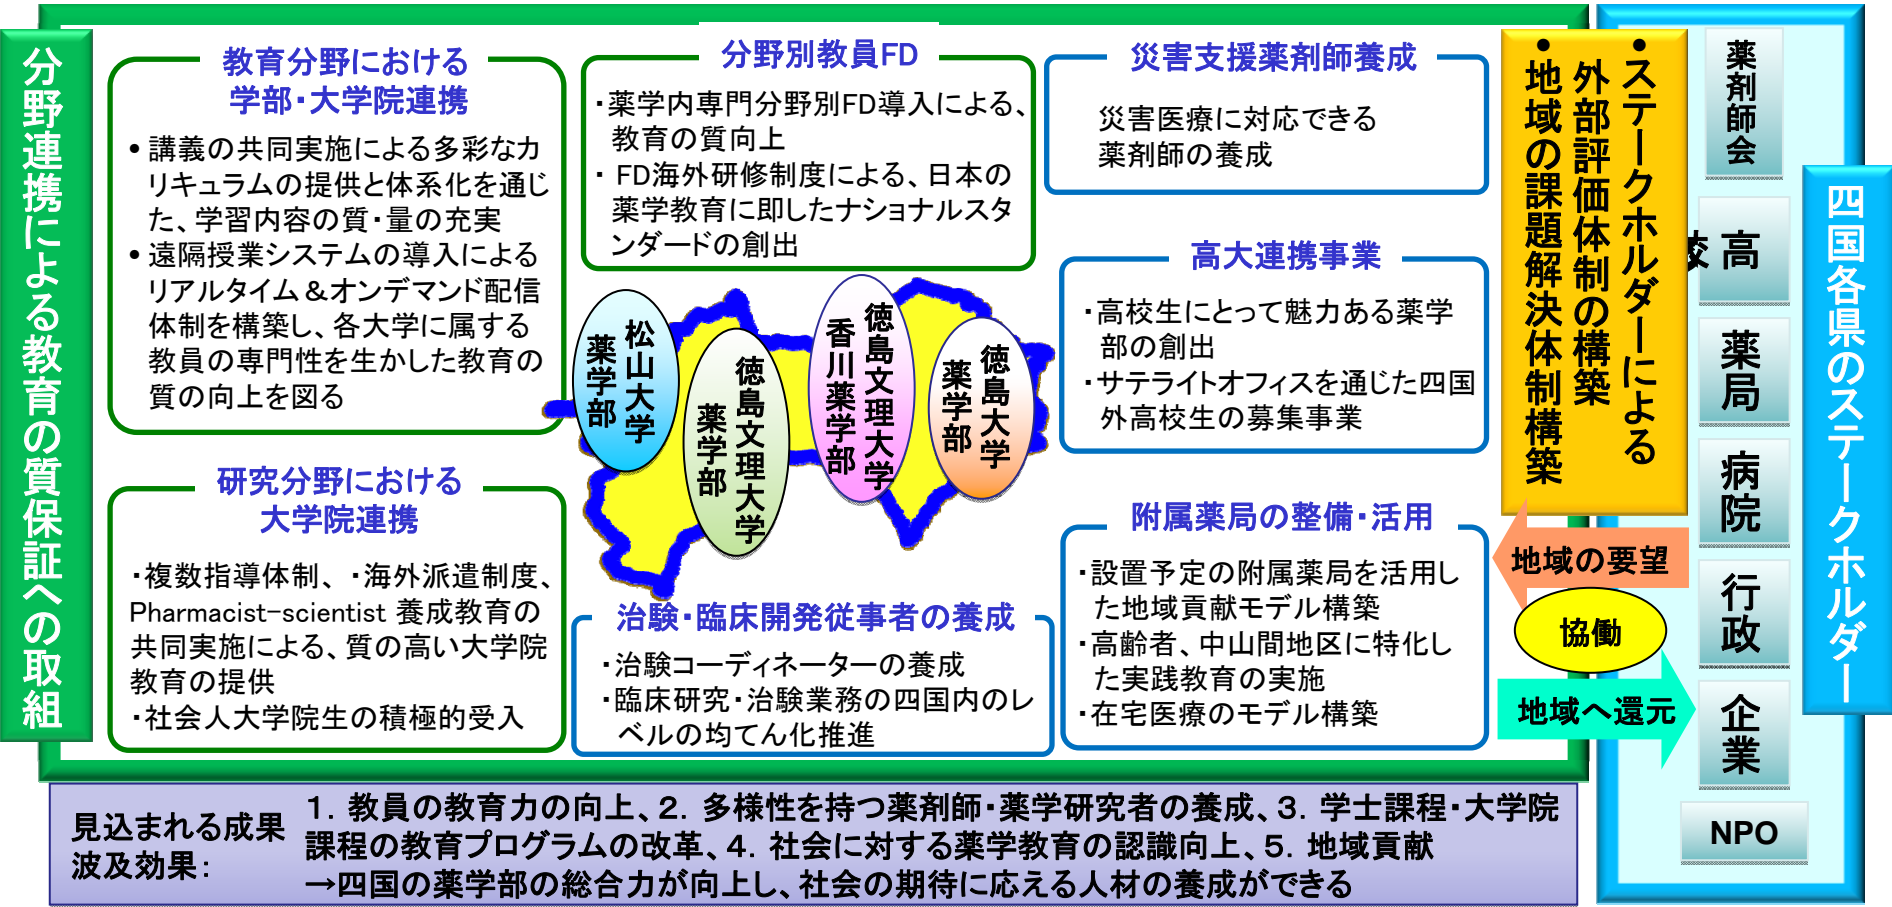 分野連携による教育の質保証への取組
教育分野における
学部・大学院連携
• 講義の共同実施による多彩なカ
リキュラムの提供と体系化を通じ
た、学習内容の質・量の充実
• 遠隔授業システムの導入による
リアルタイム＆オンデマンド配信
体制を構築し、各大学に属する
教員の専門性を生かした教育の
質の向上を図る
研究分野における
大学院連携
・複数指導体制、・海外派遣制度、
Pharmacist-scientist 養成教育の
共同実施による、質の高い大学院
教育の提供
・社会人大学院生の積極的受入
分野別教員FD
・薬学内専門分野別FD導入による、
教育の質向上
・ FD海外研修制度による、日本の
薬学教育に即したナショナルスタ
ンダードの創出
松山大学
薬学部
徳島文理大学
薬学部
徳島文理大学
香川薬学部
徳島大学
薬学部
治験・臨床開発従事者の養成
・治験コーディネーターの養成
・臨床研究・治験業務の四国内のレ
ベルの均てん化推進
災害支援薬剤師養成
災害医療に対応できる
薬剤師の養成
高大連携事業
・高校生にとって魅力ある薬学
部の創出
・サテライトオフィスを通じた四国
外高校生の募集事業
附属薬局の整備・活用
・設置予定の附属薬局を活用し
た地域貢献モデル構築
・高齢者、中山間地区に特化し
た実践教育の実施
・在宅医療のモデル構築
•ステークホルダーによる
外部評価体制の構築
•地域の課題解決体制構築
地域の要望
協働
地域へ還元
薬剤師会
高
校
薬局
病院
行政
企業
NPO
四国各県のステークホルダー
見込まれる成果
波及効果：
１．教員の教育力の向上、２．多様性を持つ薬剤師・薬学研究者の養成、３．学士課程・大学院
課程の教育プログラムの改革、４．社会に対する薬学教育の認識向上、５．地域貢献
→四国の薬学部の総合力が向上し、社会の期待に応える人材の養成ができる